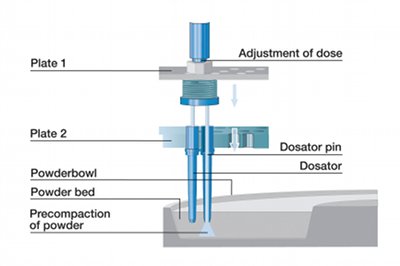 Adjustment of dose
Plate 1
Plate 2
Dosator pin
Dosator
Powderbowl
Powder bed
Precompaction
of powder